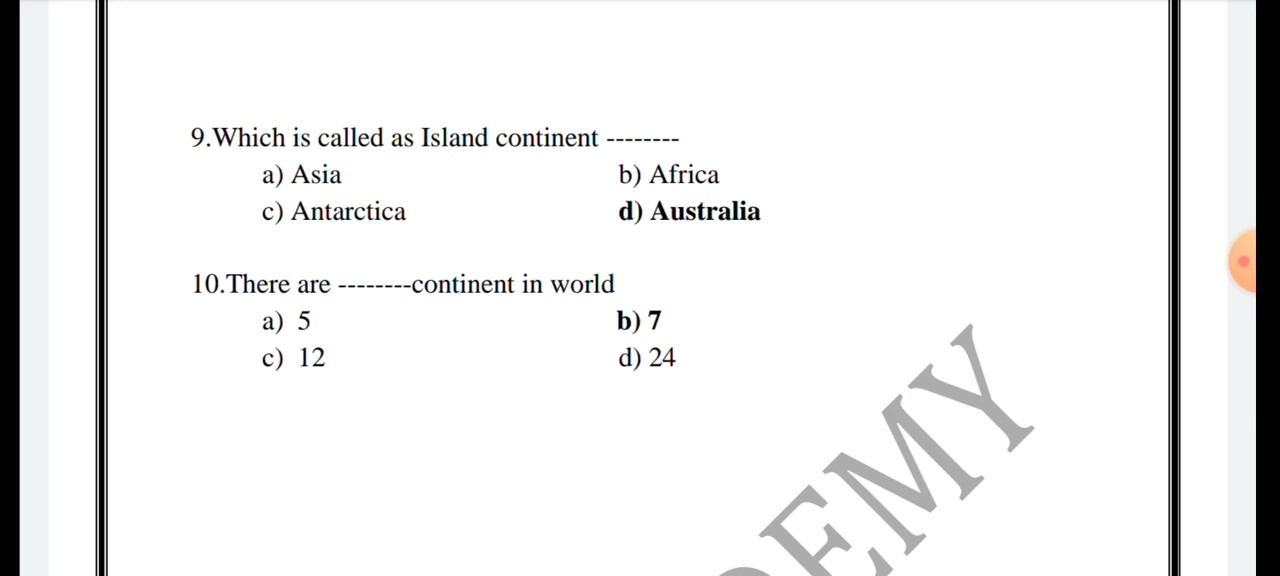 9.Which is called as Island continent --------
a) Asia b) Africa
c) Antarctica d) Australia
10.There are --------continent in world
a) 5 b) 7
c) 12 d) 24
EMY